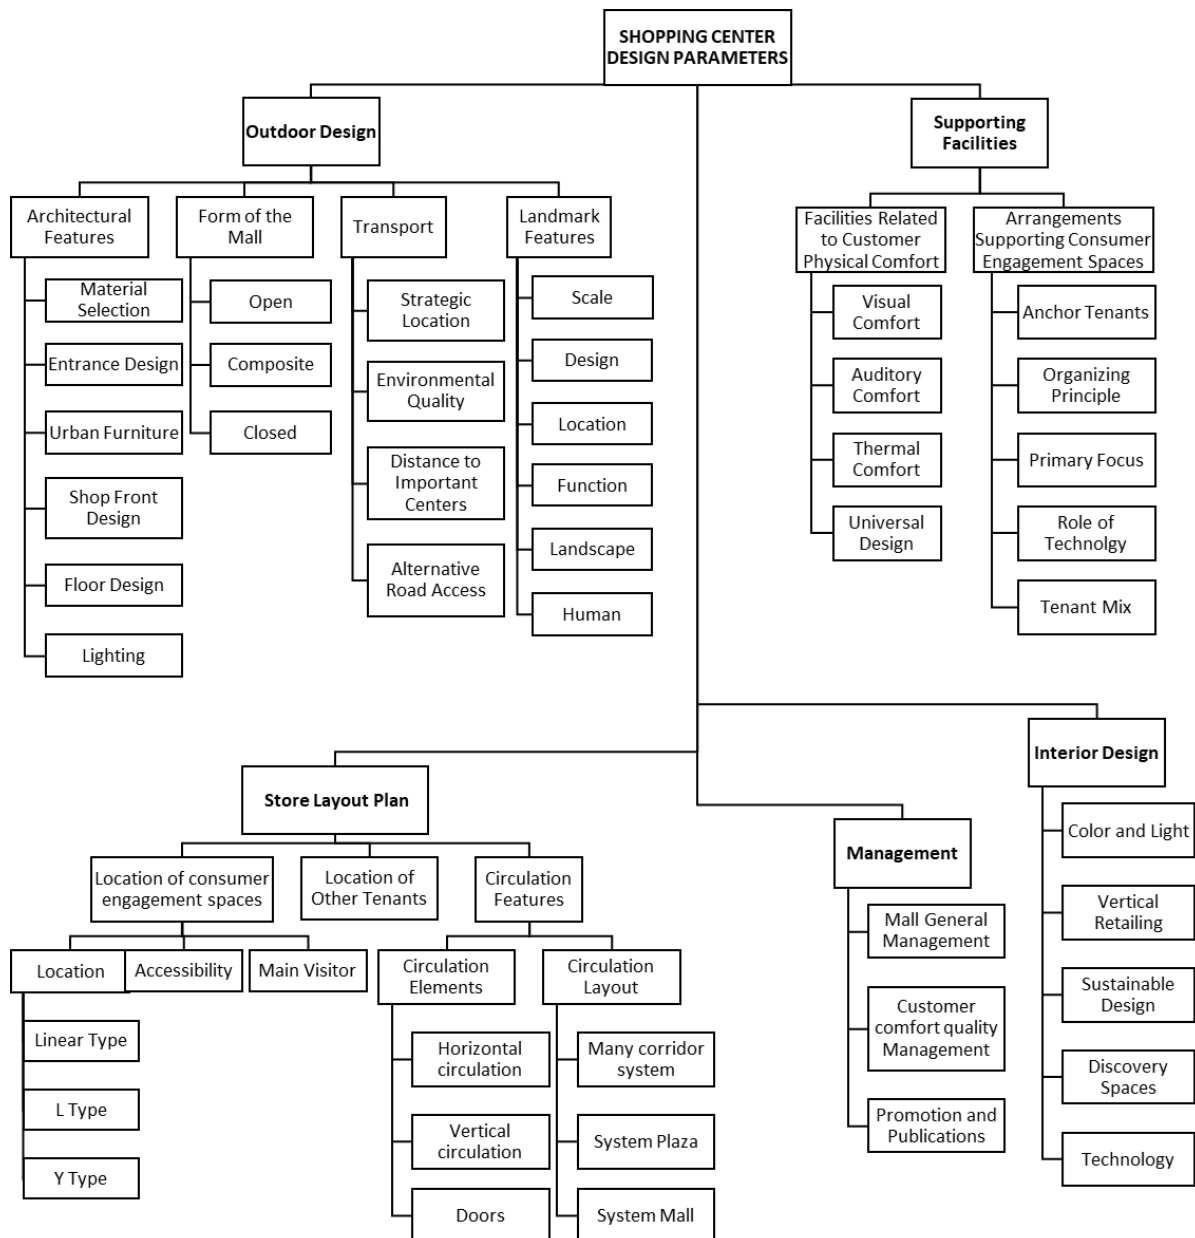 SHOPPING CENTER
DESIGN PARAMETERS
Outdoor Design
Supporting
Facilities
Architectural
Features
Form of the
Mall
Transport
Landmark
Features
Facilities Related
to Customer
Physical Comfort
Arrangements
Supporting Consumer
Engagement Spaces
Material
Selection
Entrance Design
Urban Furniture
Shop Front
Design
Floor Design
Lighting
Open
Composite
Closed
Strategic
Location
Environmental
Quality
Distance to
Important
Centers
Alternative
Road Access
Scale
Design
Location
Function
Landscape
Human
Visual
Comfort
Auditory
Comfort
Thermal
Comfort
Universal
Design
Anchor Tenants
Organizing
Principle
Primary Focus
Role of
Technolgy
Tenant Mix
Store Layout Plan
Location of consumer
engagement spaces
Location of
Other Tenants
Circulation
Features
Location
Accessibility
Main Visitor
Linear Type
L Type
Y Type
Circulation
Elements
Circulation
Layout
Horizontal
circulation
Vertical
circulation
Doors
Many corridor
system
System Plaza
System Mall
Management
Mall General
Management
Customer
comfort quality
Management
Promotion and
Publications
Interior Design
Color and Light
Vertical
Retailing
Sustainable
Design
Discovery
Spaces
Technology